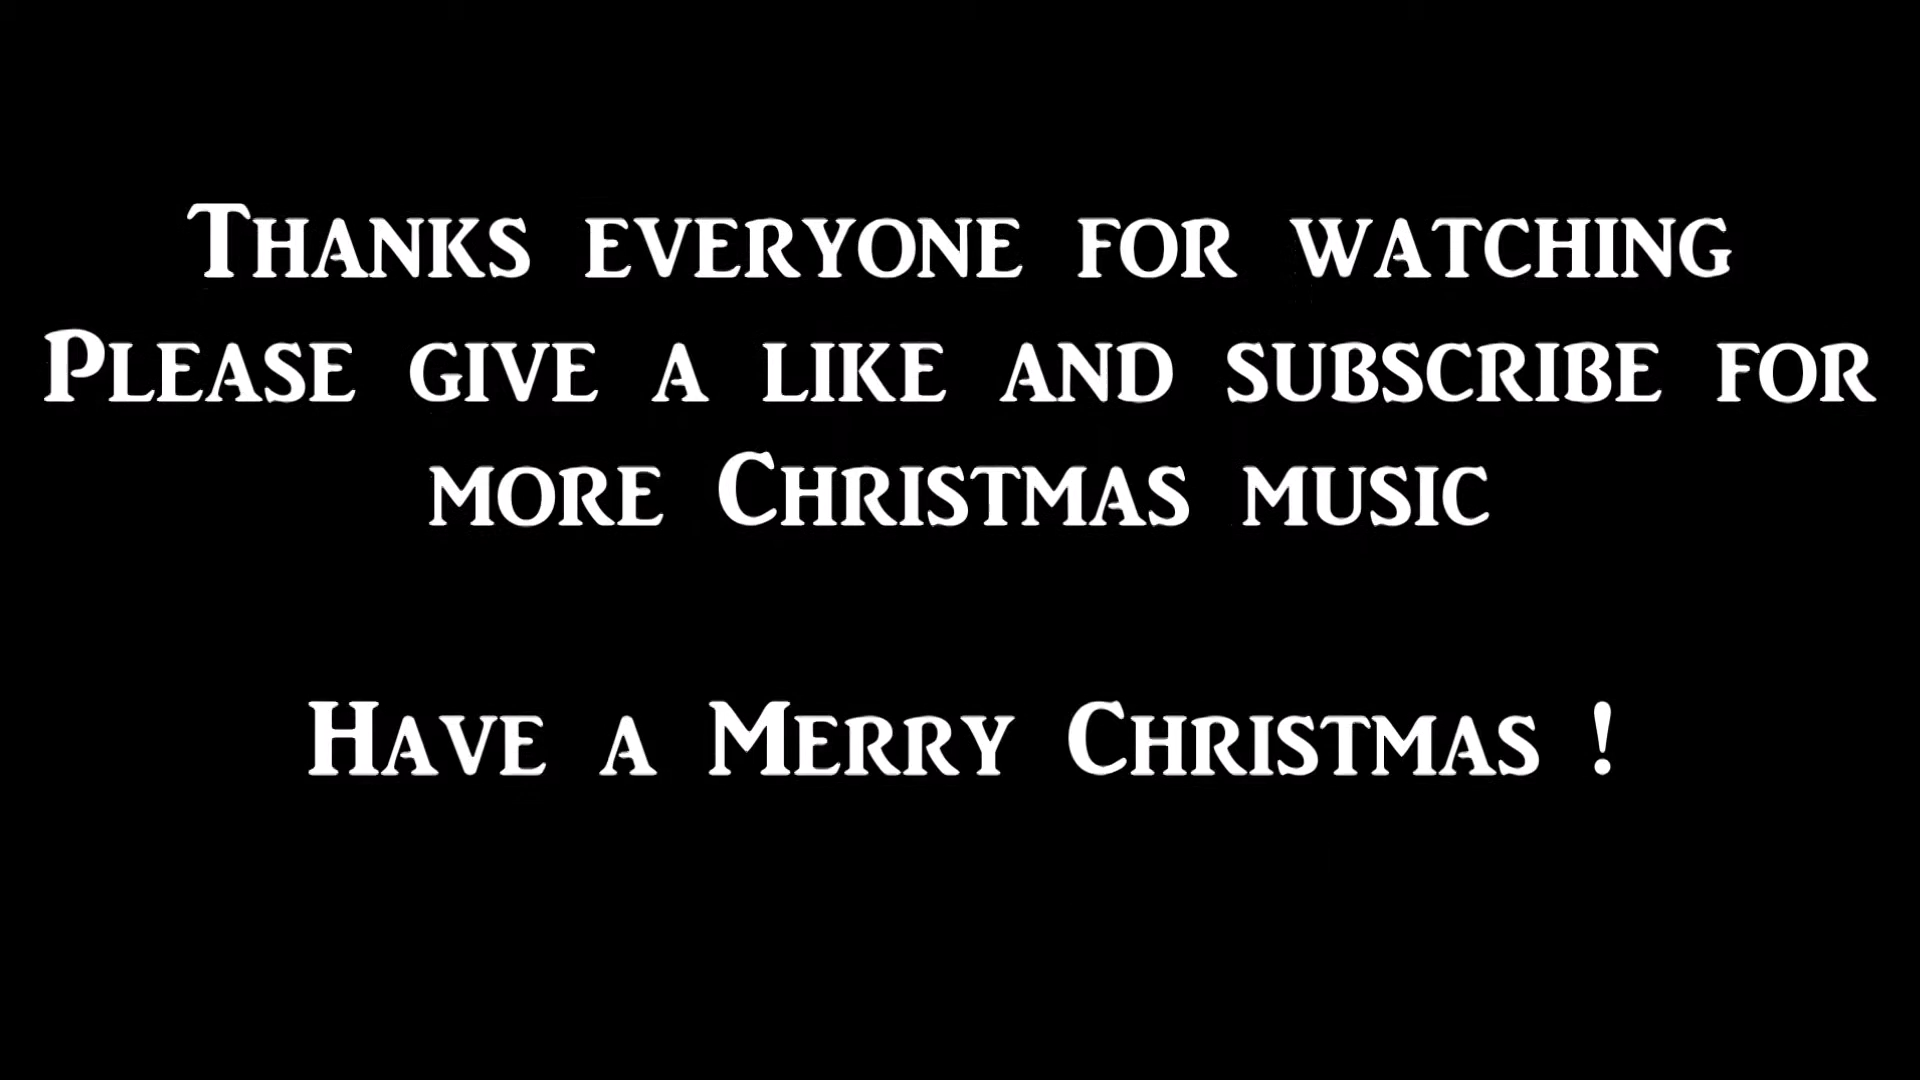 Thanks everyone for watching
Please give a like and subscribe for
more Christmas music
Have a Merry Christmas !